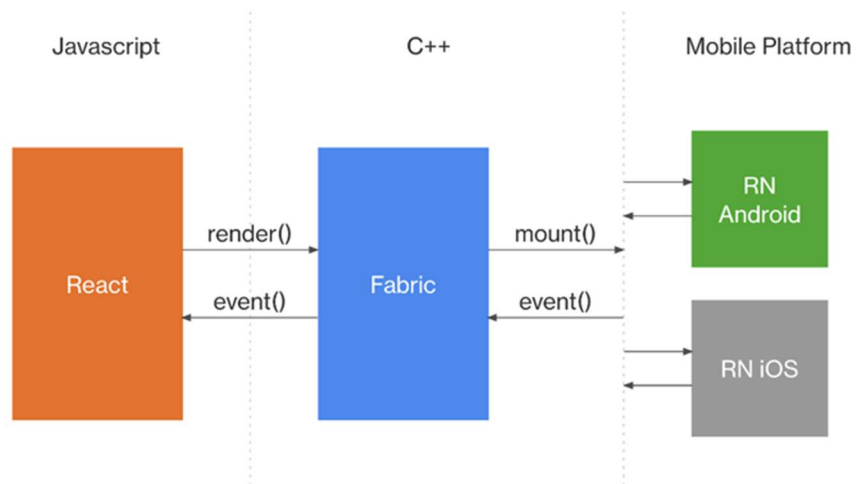 Javascript
C++
Mobile Platform
React
render()
event()
Fabric
mount()
event()
RN
Android
RN iOS